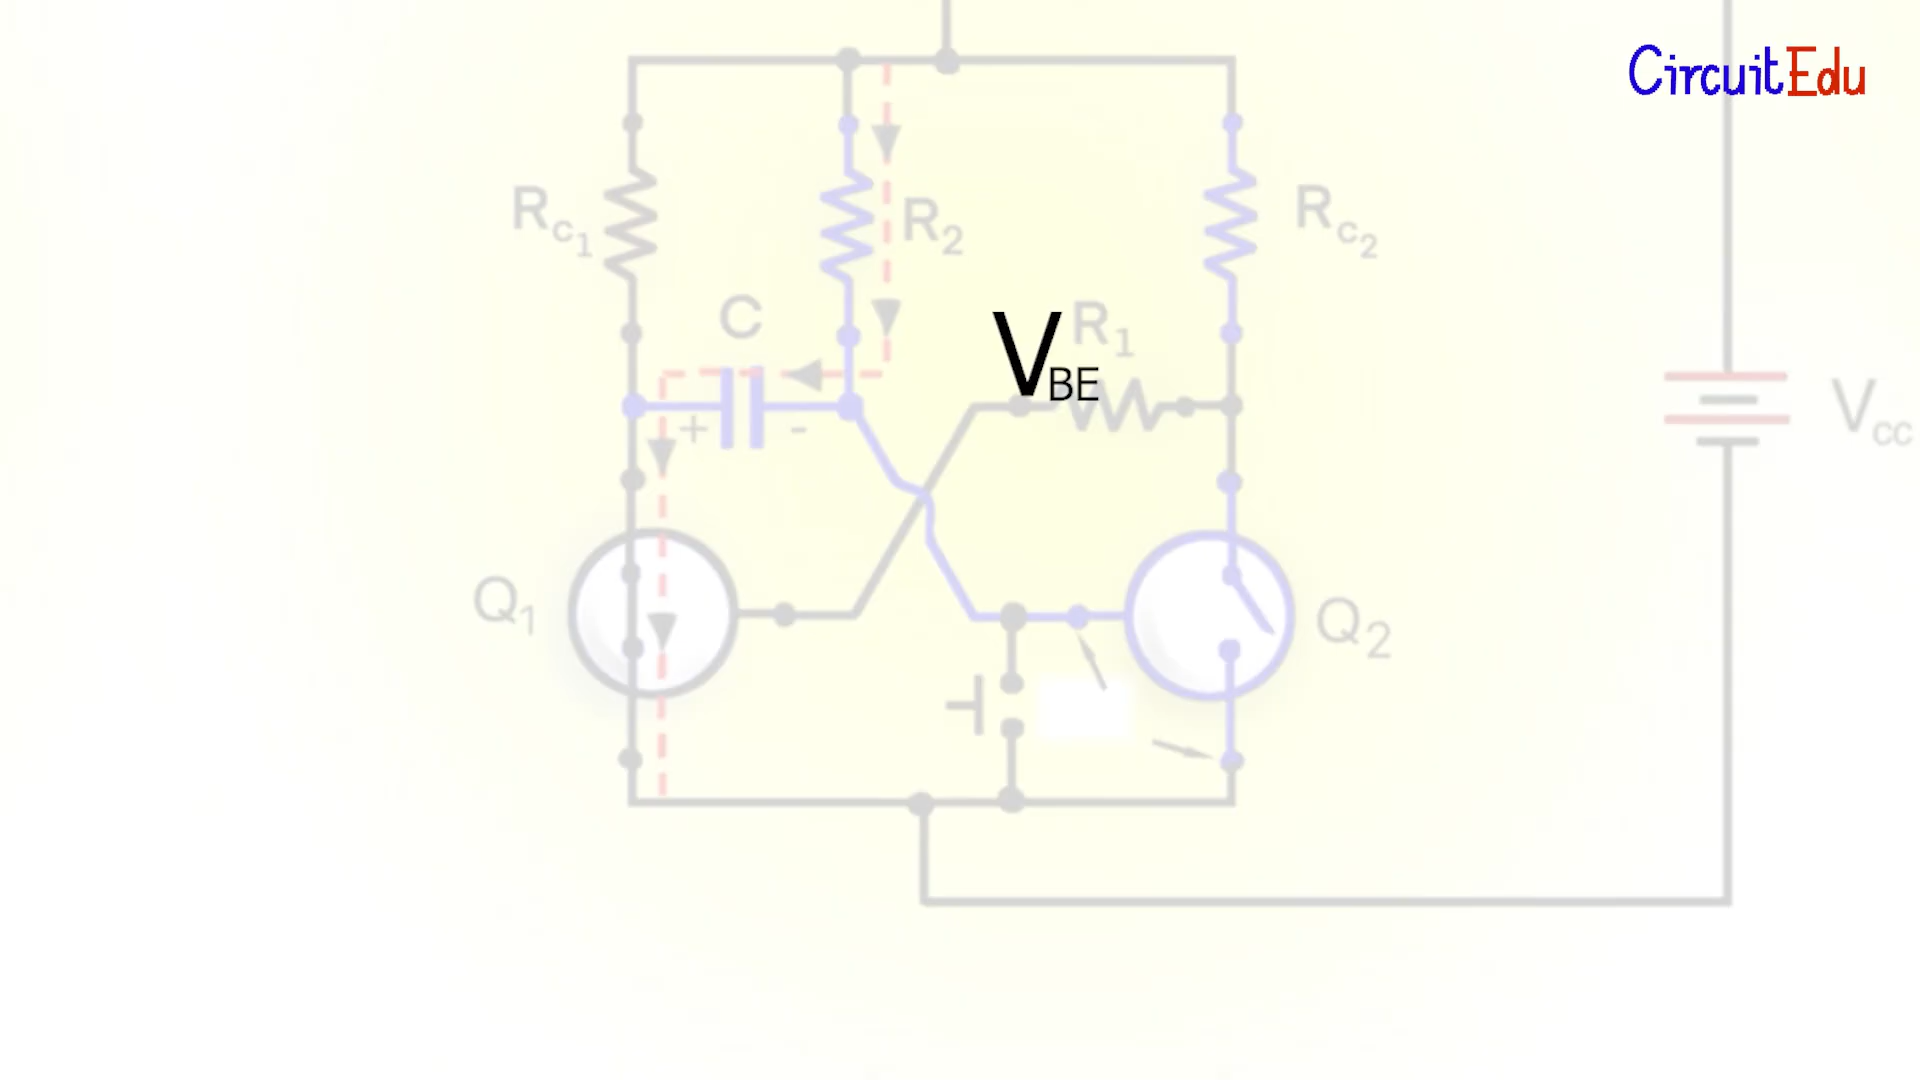 CircuitEdu
Rc1
R2
Rc2
C
VBE
R1
+
-
Vcc
Q1
Q2